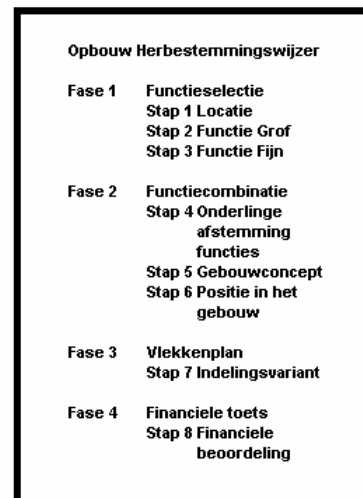 Opbouw Herbestemmingswijzer
Fase 1 Functieselectie
Stap 1 Locatie
Stap 2 Functie Grof
Stap 3 Functie Fijn
Fase 2 Functiecombinatie
Stap 4 Onderlinge
afstemming
functies
Stap 5 Gebouwconcept
Stap 6 Positie in het
gebouw
Fase 3 Vlekkenplan
Stap 7 Indelingsvariant
Fase 4 Financiele toets
Stap 8 Financiele
beoordeling